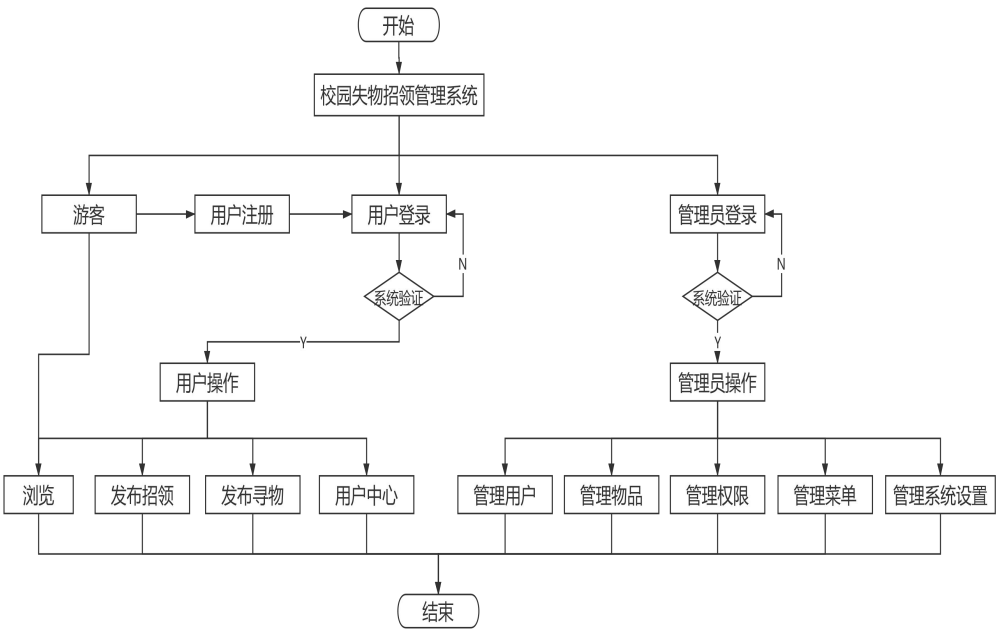 开始
校园失物招领管理系统
游客
用户注册
用户登录
管理员登录
N
N
系统验证
系统验证
Y
Y
用户操作
管理员操作
浏览
发布招领
发布寻物
用户中心
管理用户
管理物品
管理权限
管理菜单
管理系统设置
结束